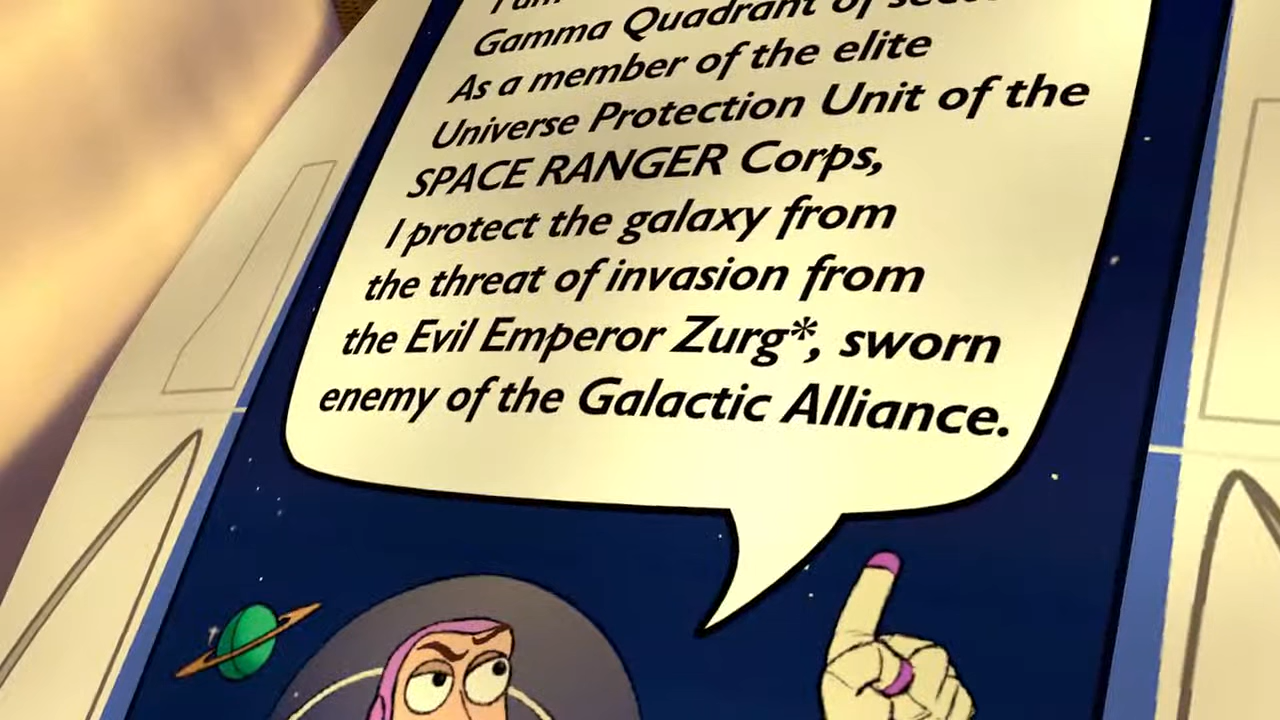 I am
Gamma Quadrant of
As a member of the elite
Universe Protection Unit of the
SPACE RANGER Corps,
I protect the galaxy from
the threat of invasion from
the Evil Emperor Zurg*, sworn
enemy of the Galactic Alliance.